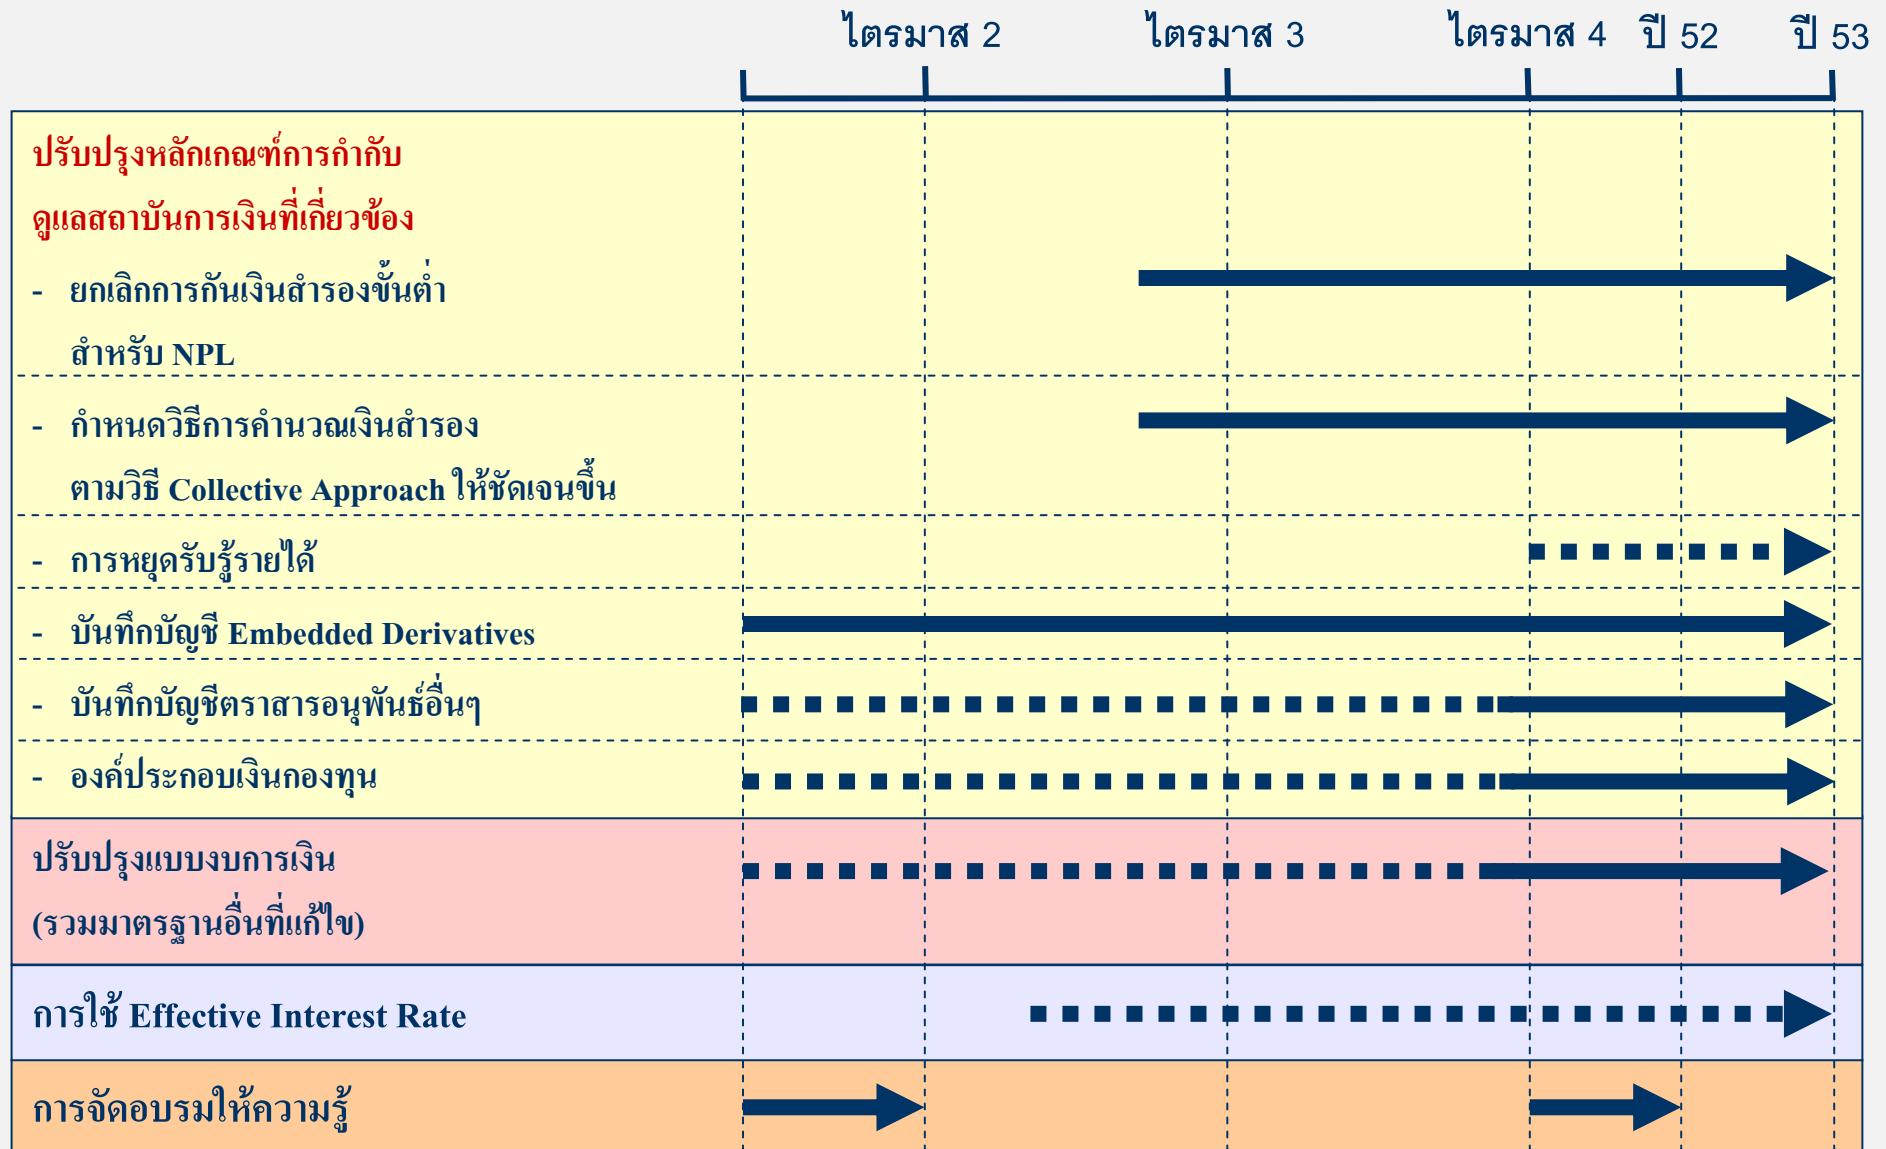 ไตรมาส 2 ไตรมาส 3 ไตรมาส 4 ปี 52 ปี 53
ปรับปรุงหลักเกณฑ์การกำกับ
ดูแลสถาบันการเงินที่เกี่ยวข้อง
- ยกเลิกการกันเงินสำรองขั้นต่ำ
สำหรับ NPL
- กำหนดวิธีการคำนวณเงินสำรอง
ตามวิธี Collective Approach ให้ชัดเจนขึ้น
- การหยุดรับรู้รายได้
- บันทึกบัญชี Embedded Derivatives
- บันทึกบัญชีตราสารอนุพันธ์อื่นๆ
- องค์ประกอบเงินกองทุน
ปรับปรุงแบบงบการเงิน
(รวมมาตรฐานอื่นที่แก้ไข)
การใช้ Effective Interest Rate
การจัดอบรมให้ความรู้